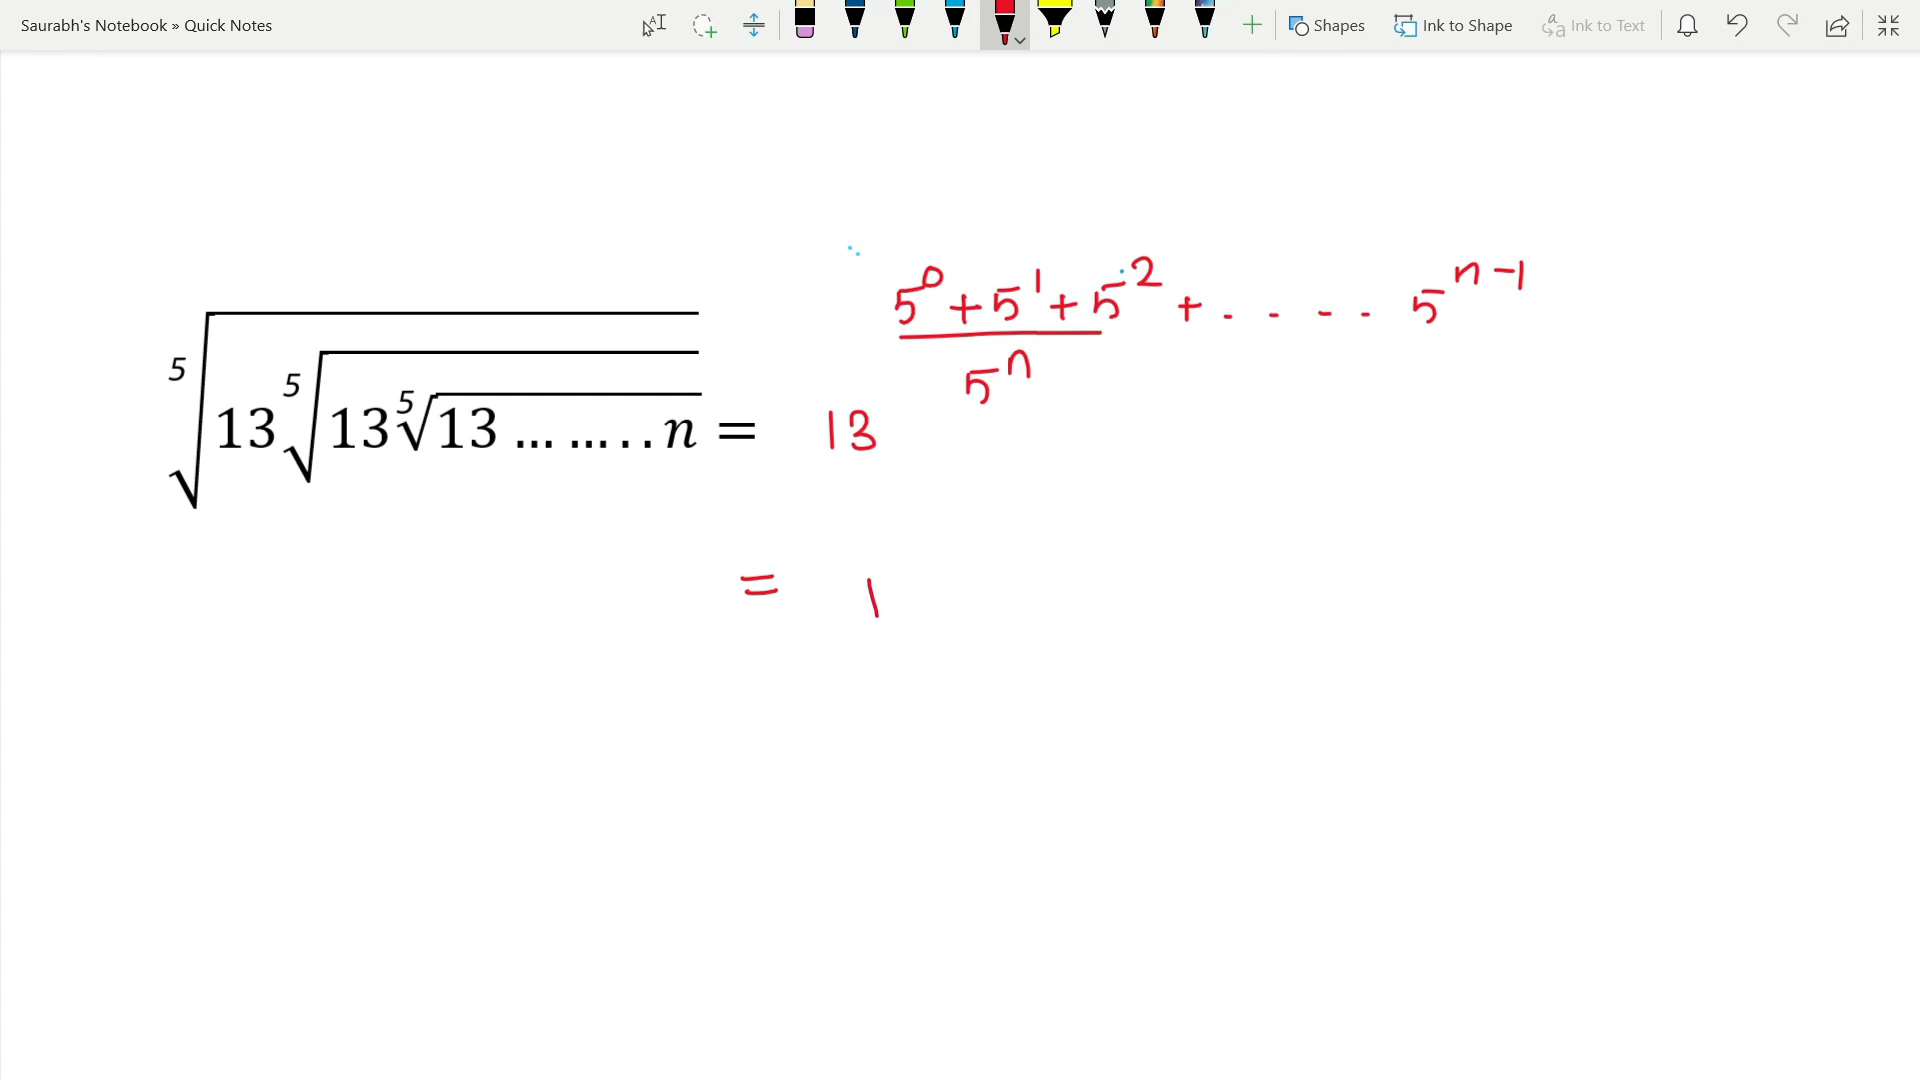 Saurabh's Notebook » Quick Notes
Shapes
Ink to Shape
Ink to Text
5^0 + 5^1 + 5^2 + . - - . 5^{n-1}
5^n
⁵√13 ⁵√13 ⁵√13 ... ... . . n = 13
= 1